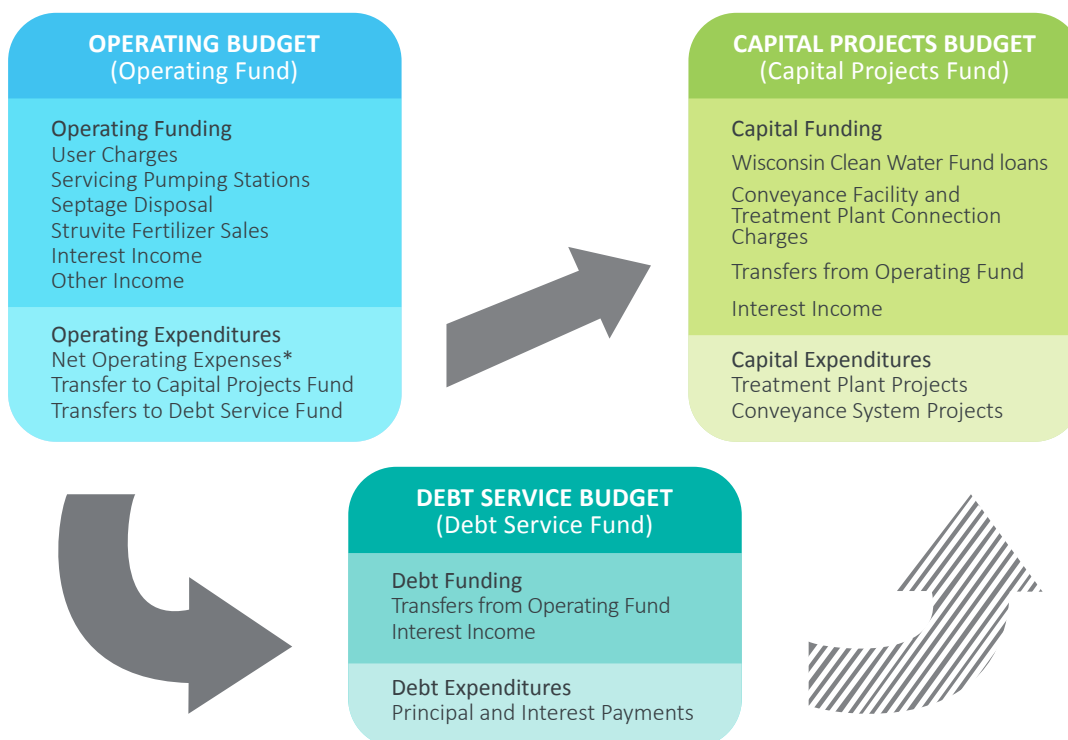 OPERATING BUDGET
(Operating Fund)
Operating Funding
User Charges
Servicing Pumping Stations
Septage Disposal
Struvite Fertilizer Sales
Interest Income
Other Income
Operating Expenditures
Net Operating Expenses*
Transfer to Capital Projects Fund
Transfers to Debt Service Fund
CAPITAL PROJECTS BUDGET
(Capital Projects Fund)
Capital Funding
Wisconsin Clean Water Fund loans
Conveyance Facility and
Treatment Plant Connection
Charges
Transfers from Operating Fund
Interest Income
Capital Expenditures
Treatment Plant Projects
Conveyance System Projects
DEBT SERVICE BUDGET
(Debt Service Fund)
Debt Funding
Transfers from Operating Fund
Interest Income
Debt Expenditures
Principal and Interest Payments